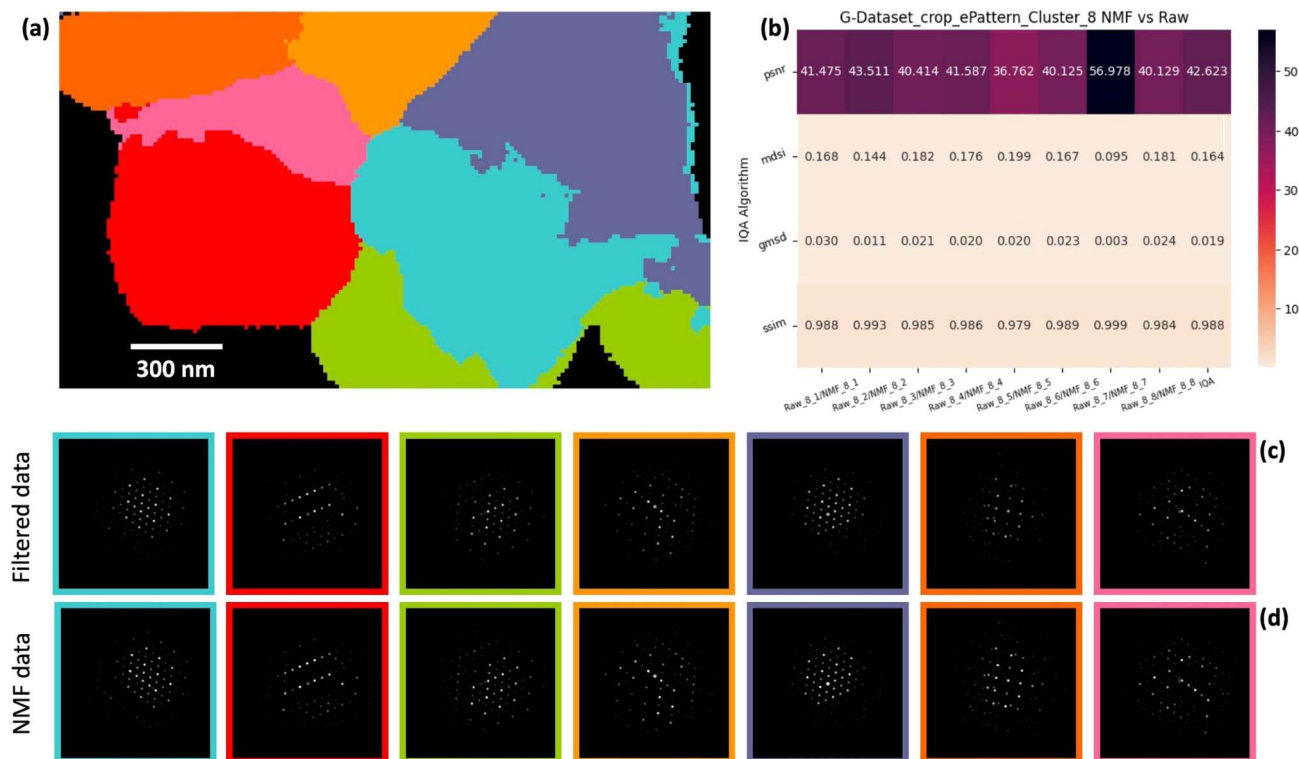 (a)
300 nm
(b)
G-Dataset_crop_ePattern_Cluster_8 NMF vs Raw
IQA Algorithm
psnr 41.475 43.511 40.414 41.587 36.762 40.125 56.978 40.129 42.623
mdsi 0.168 0.144 0.182 0.176 0.199 0.167 0.095 0.181 0.164
gmsd 0.030 0.011 0.021 0.020 0.020 0.023 0.003 0.024 0.019
ssim 0.988 0.993 0.985 0.986 0.979 0.989 0.999 0.984 0.988
Raw_8_1/NMF_8_1
Raw_8_2/NMF_8_2
Raw_8_3/NMF_8_3
Raw_8_4/NMF_8_4
Raw_8_5/NMF_8_5
Raw_8_6/NMF_8_6
Raw_8_7/NMF_8_7
Raw_8_8/NMF_8_8
IQA
50
40
30
20
10
Filtered data
(c)
NMF data
(d)